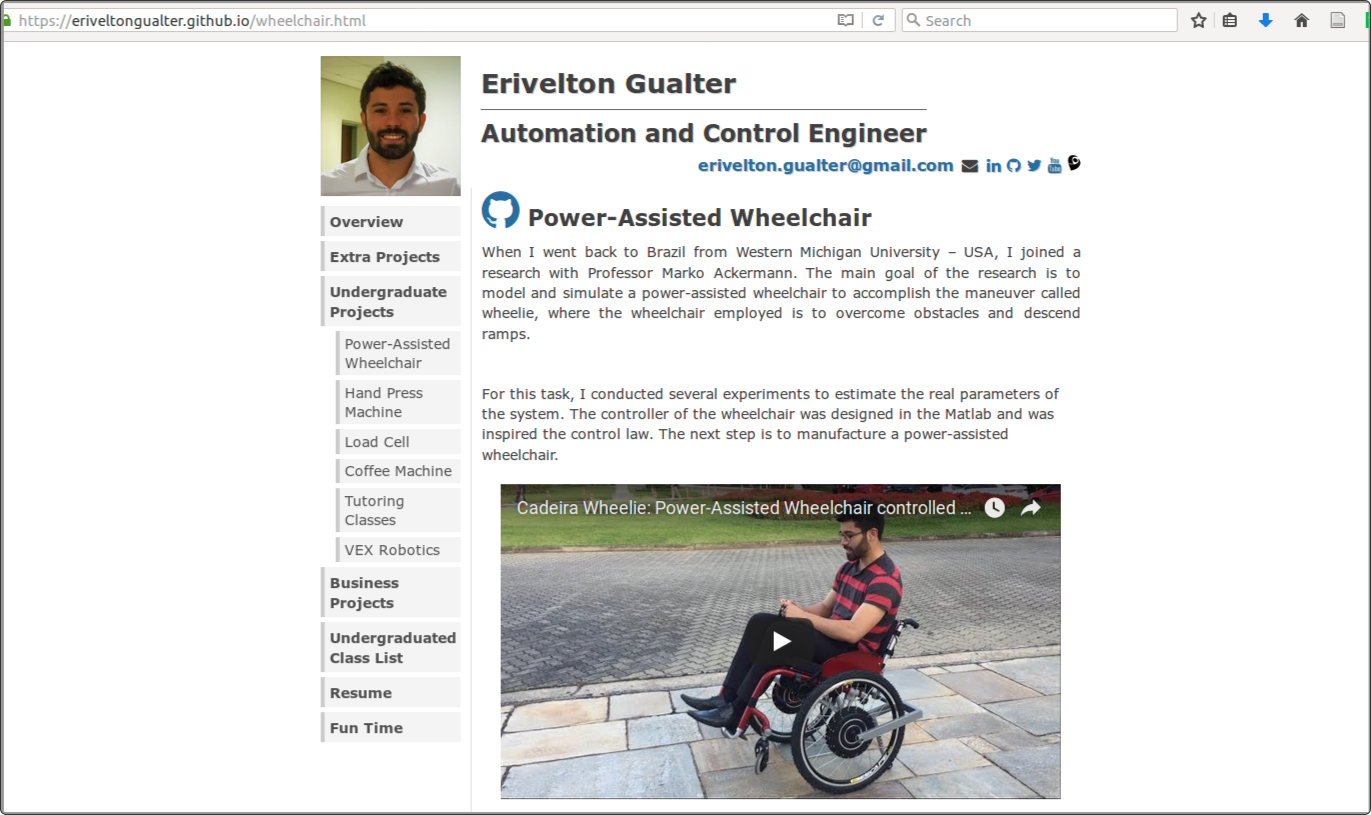 https://eriveltongualter.github.io/wheelchair.html
Search
Erivelton Gualter
Automation and Control Engineer
erivelton.gualter@gmail.com
Overview
Extra Projects
Undergraduate
Projects
Power-Assisted
Wheelchair
Hand Press
Machine
Load Cell
Coffee Machine
Tutoring
Classes
VEX Robotics
Business
Projects
Undergraduated
Class List
Resume
Fun Time
Power-Assisted Wheelchair
When I went back to Brazil from Western Michigan University – USA, I joined a
research with Professor Marko Ackermann. The main goal of the research is to
model and simulate a power-assisted wheelchair to accomplish the maneuver called
wheelie, where the wheelchair employed is to overcome obstacles and descend
ramps.
For this task, I conducted several experiments to estimate the real parameters of
the system. The controller of the wheelchair was designed in the Matlab and was
inspired the control law. The next step is to manufacture a power-assisted
wheelchair.
Cadeira Wheelie: Power-Assisted Wheelchair controlled ...